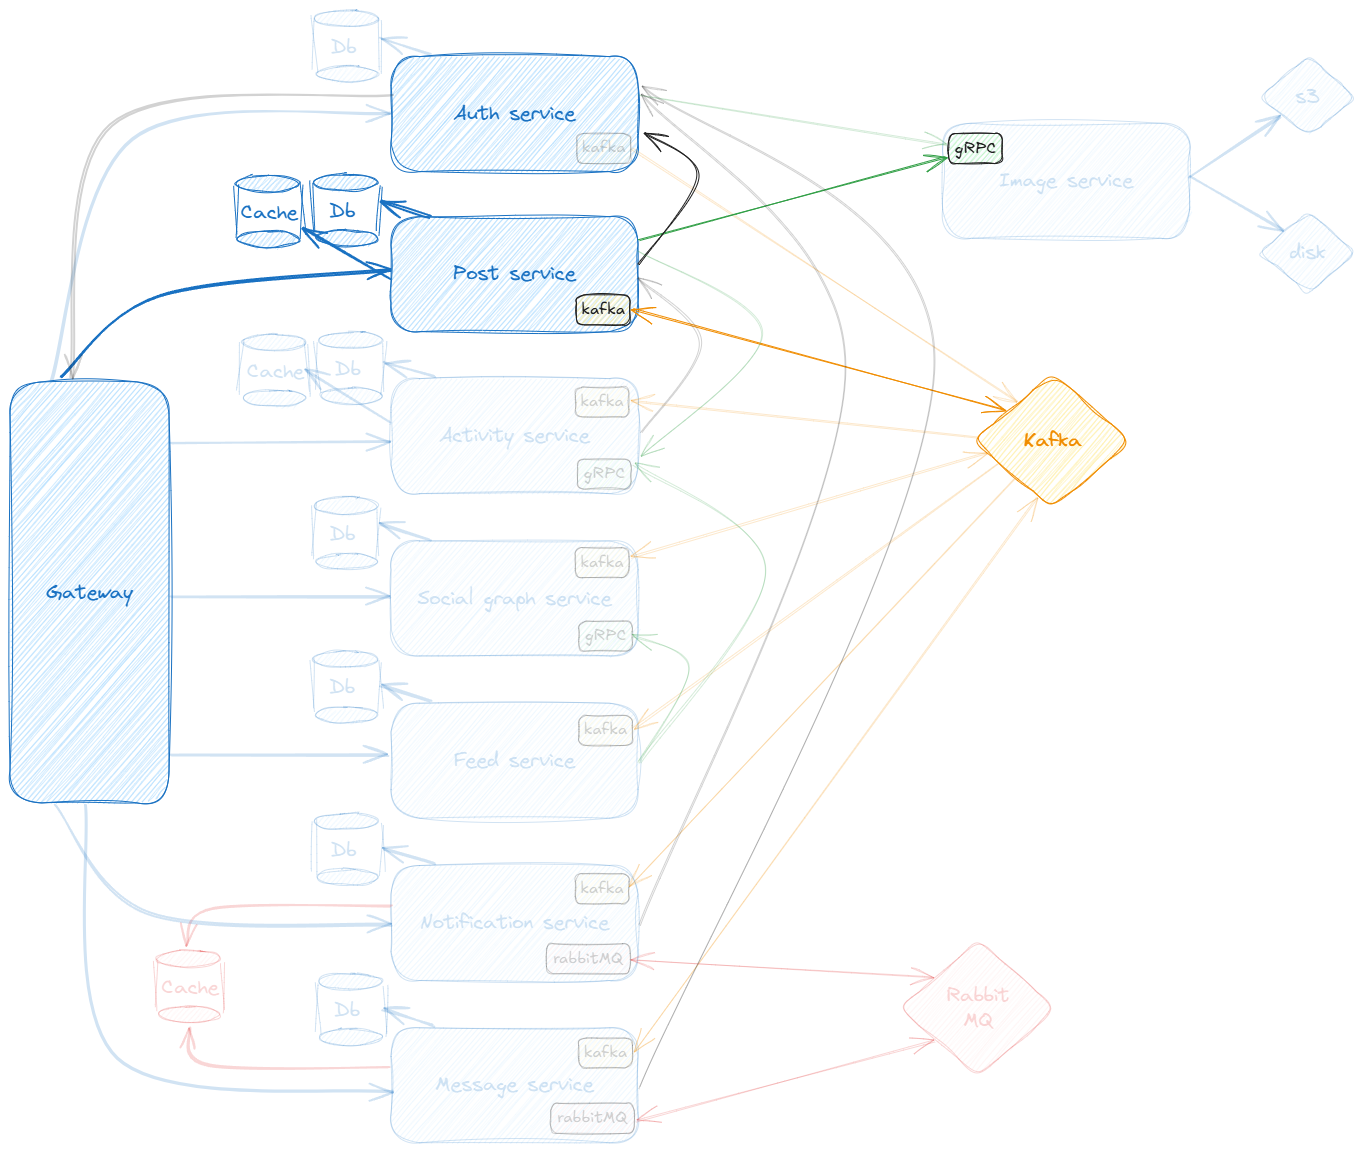 Db
Auth service
kafka
s3
gRPC
Image service
Cache
Db
Post service
kafka
disk
Cache
Db
kafka
Activity service
gRPC
Kafka
Db
kafka
Social graph service
gRPC
Gateway
Db
kafka
Feed service
Db
kafka
Notification service
rabbitMQ
Cache
Db
Rabbit
MQ
kafka
Message service
rabbitMQ